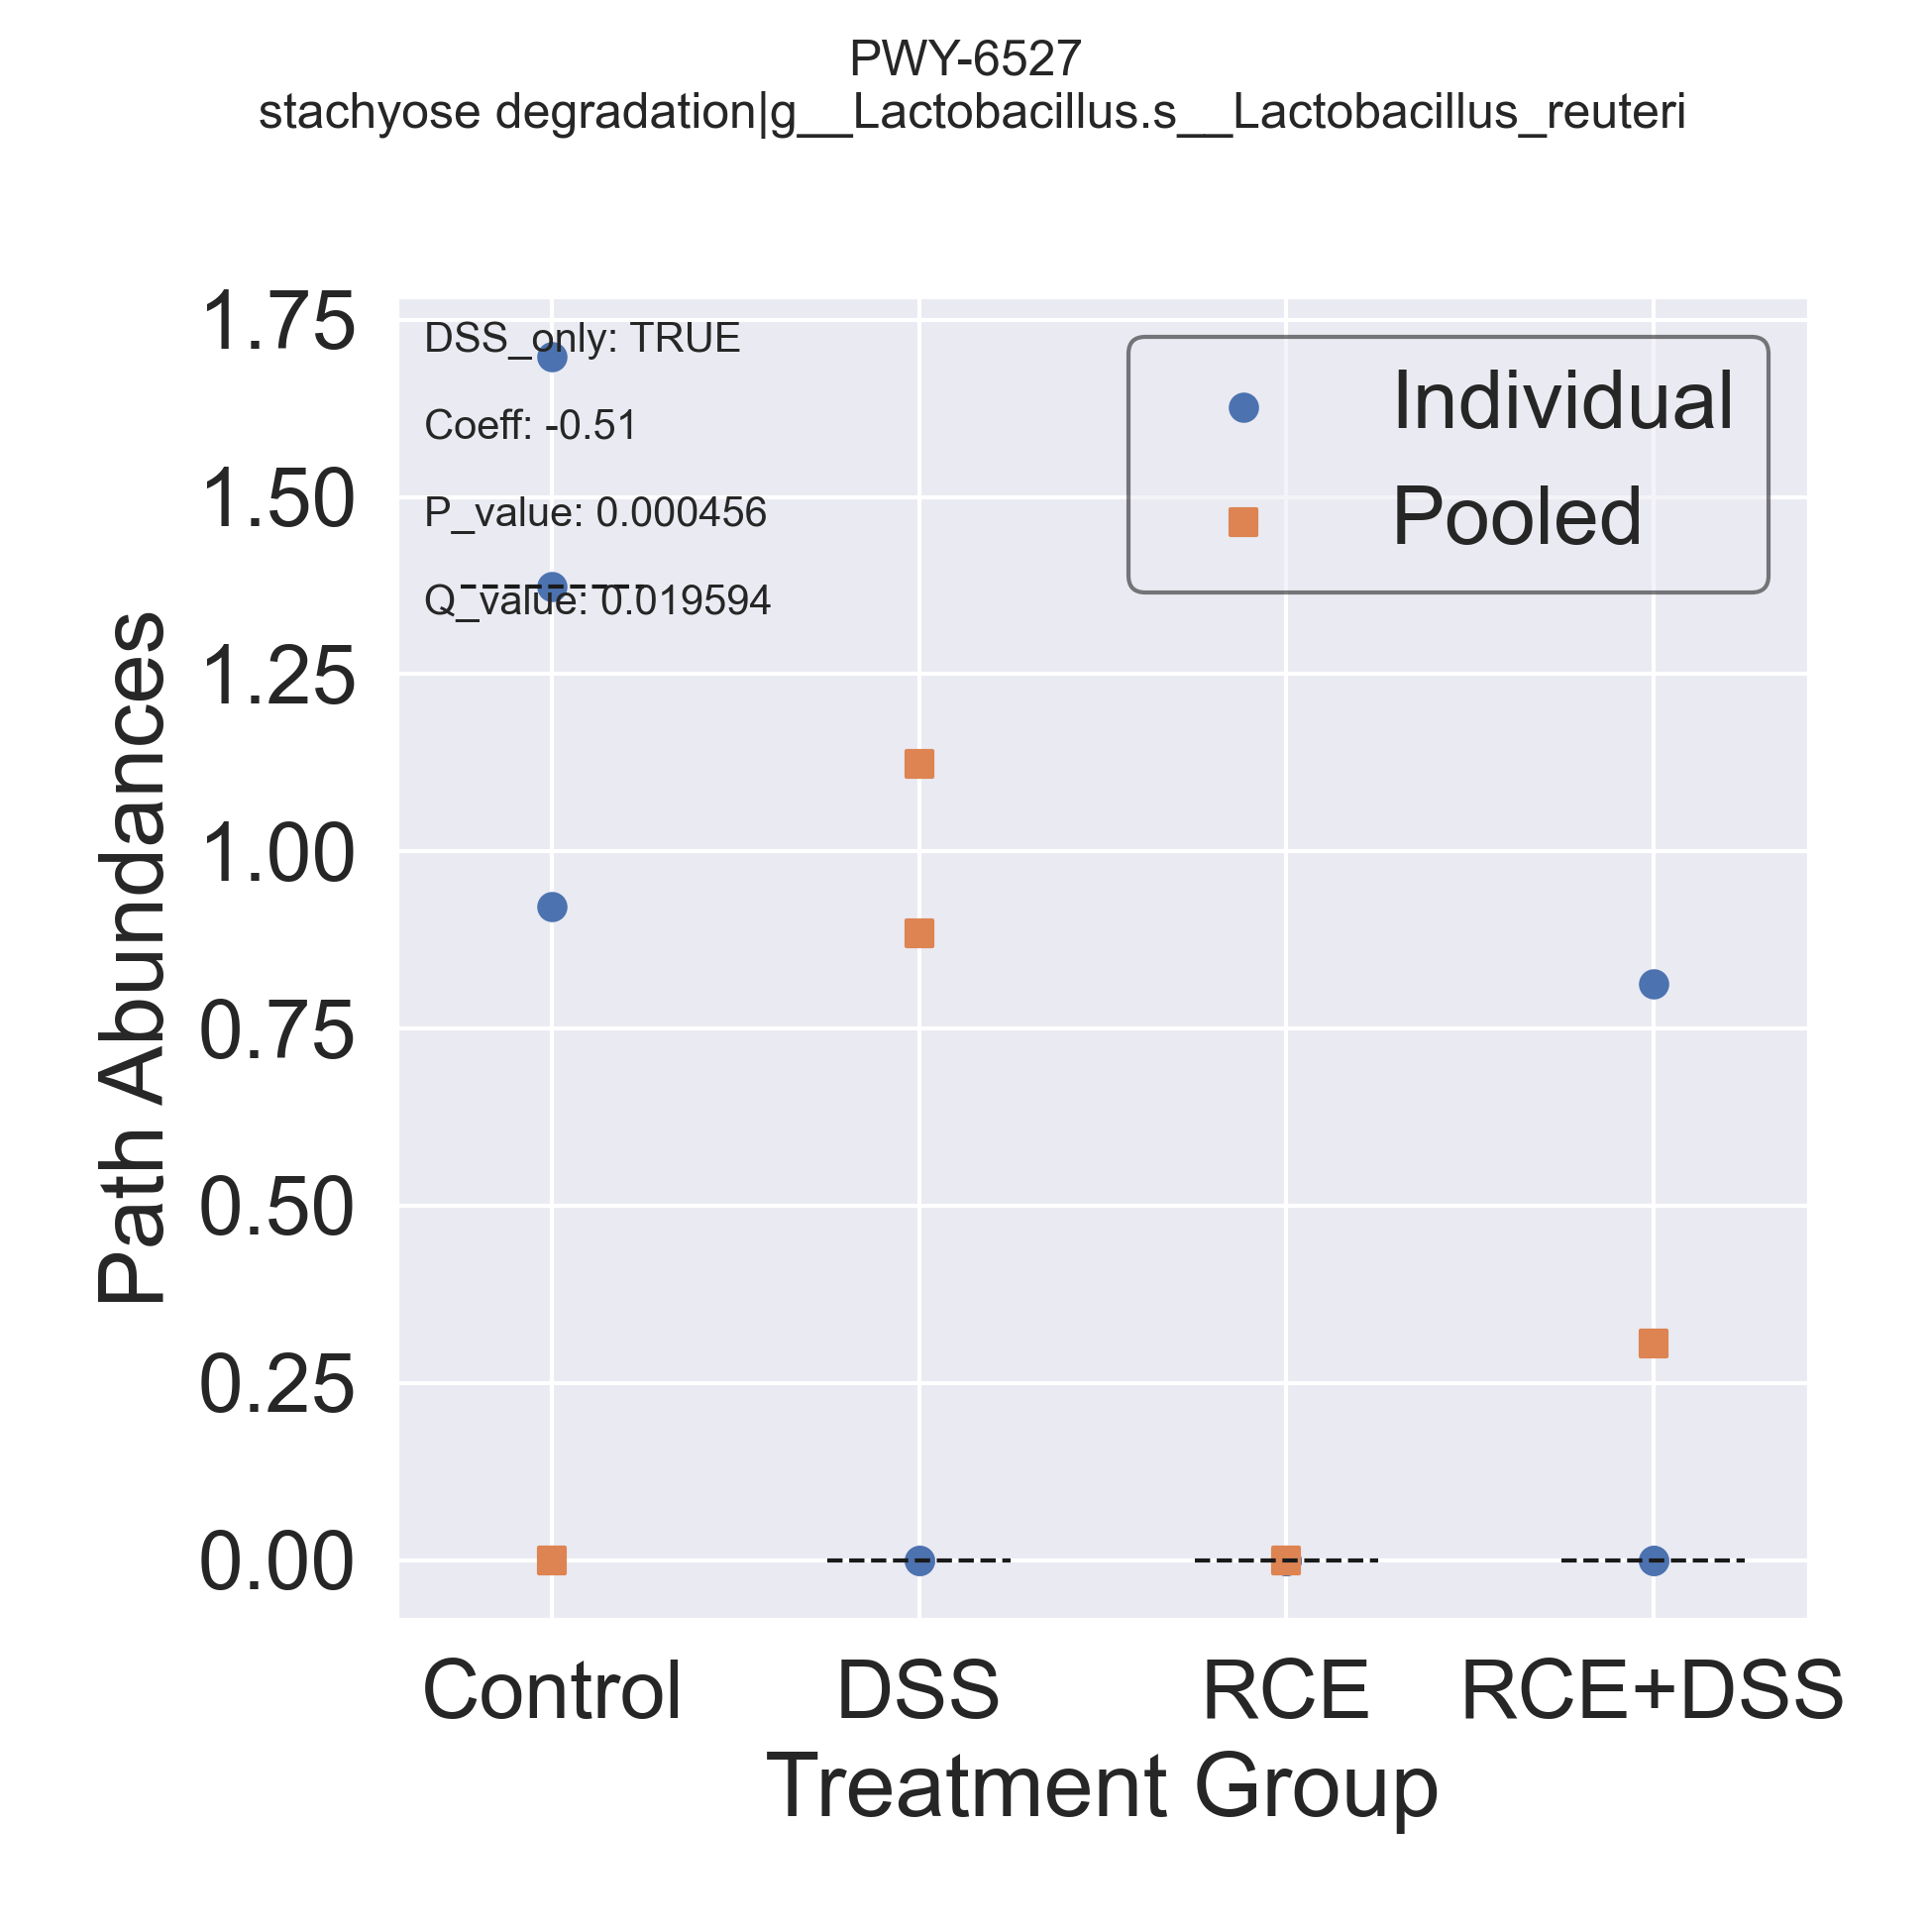 PWY-6527
stachyose degradation|g__Lactobacillus.s__Lactobacillus_reuteri
DSS_only: TRUE
Coeff: -0.51
P_value: 0.000456
Q_value: 0.019594
Individual
Pooled
Path Abundances
1.75
1.50
1.25
1.00
0.75
0.50
0.25
0.00
Control DSS RCE RCE+DSS
Treatment Group